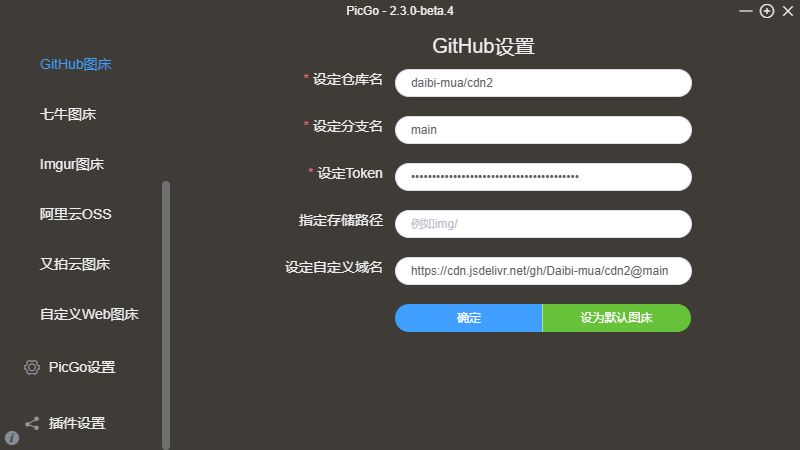 PicGo - 2.3.0-beta.4
GitHub图床
七牛图床
Imgur图床
阿里云OSS
又拍云图床
自定义Web图床
PicGo设置
插件设置
GitHub设置
* 设定仓库名
daibi-mua/cdn2
* 设定分支名
main
* 设定Token
••••••••••••••••••••••••••••••••••••••••
指定存储路径
例如img/
设定自定义域名
https://cdn.jsdelivr.net/gh/Daibi-mua/cdn2@main
确定
设为默认图床